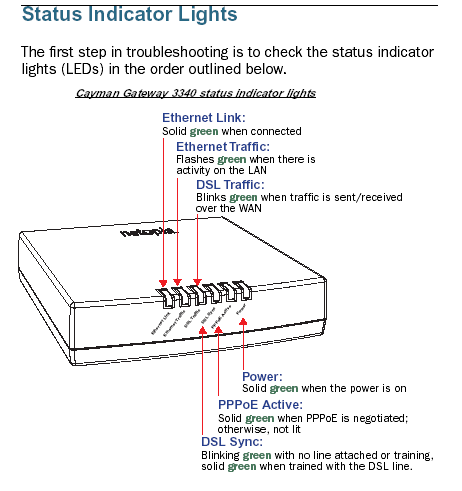 Status Indicator Lights
The first step in troubleshooting is to check the status indicator
lights (LEDs) in the order outlined below.
Cayman Gateway 3340 status indicator lights
Ethernet Link:
Solid green when connected
Ethernet Traffic:
Flashes green when there is
activity on the LAN
DSL Traffic:
Blinks green when traffic is sent/received
over the WAN
netopia
Ethernet Link
Ethernet Traffic
DSL Traffic
DSL Sync
PPPoE Active
Power
Power:
Solid green when the power is on
PPPoE Active:
Solid green when PPPoE is negotiated;
otherwise, not lit
DSL Sync:
Blinking green with no line attached or training,
solid green when trained with the DSL line.